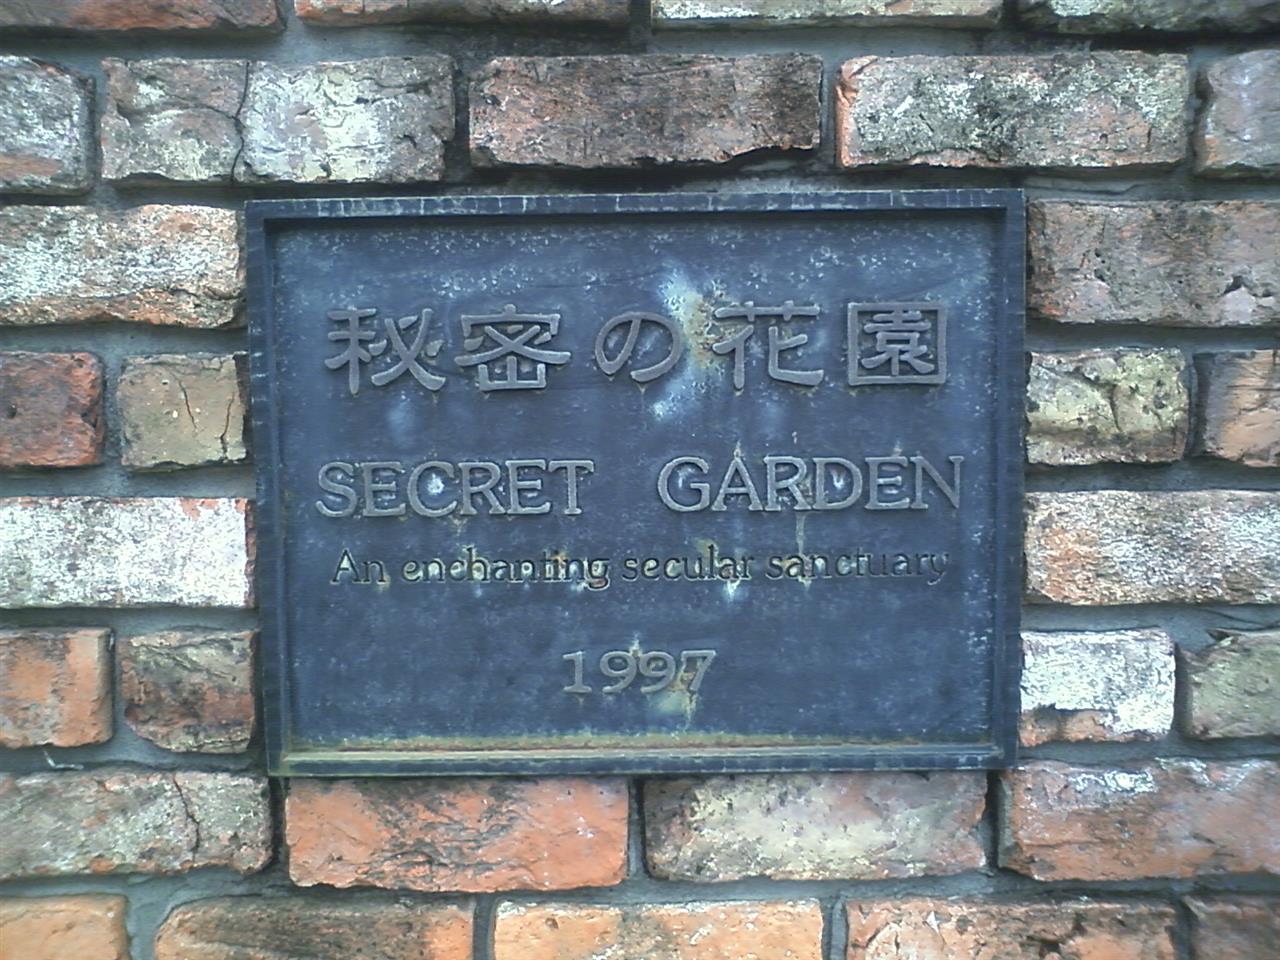 秘密の花園
SECRET GARDEN
An enchanting secular sanctuary
1997